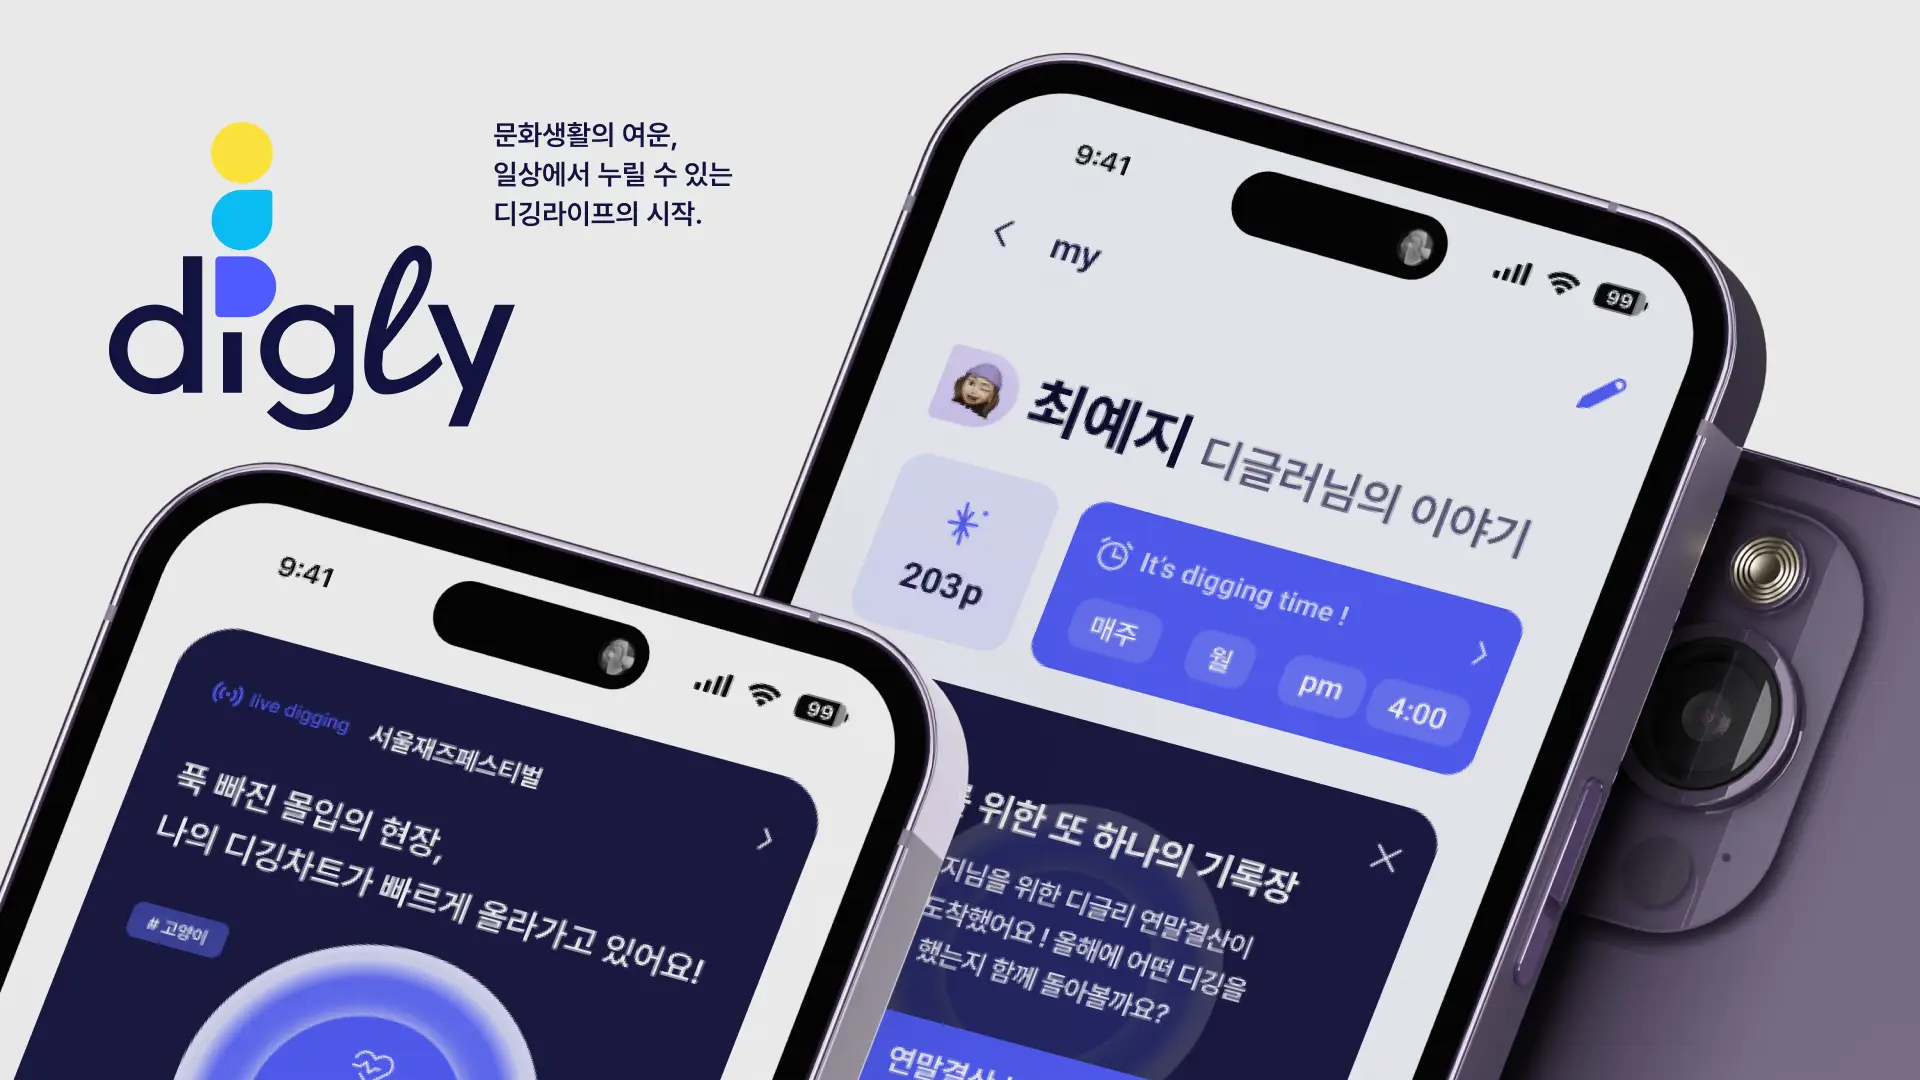 문화생활의 여운,
일상에서 누릴 수 있는
디깅라이프의 시작.
digly
9:41
99
my
최예지 디글러님의 이야기
203p
It's digging time !
매주 월 pm 4:00
위한 또 하나의 기록장
지님을 위한 디글리 연말결산이
도착했어요 ! 올해에 어떤 디깅을
했는지 함께 돌아볼까요?
연말결산
9:41
99
live digging 서울재즈페스티벌
푹 빠진 몰입의 현장,
나의 디깅차트가 빠르게 올라가고 있어요!
# 고양이